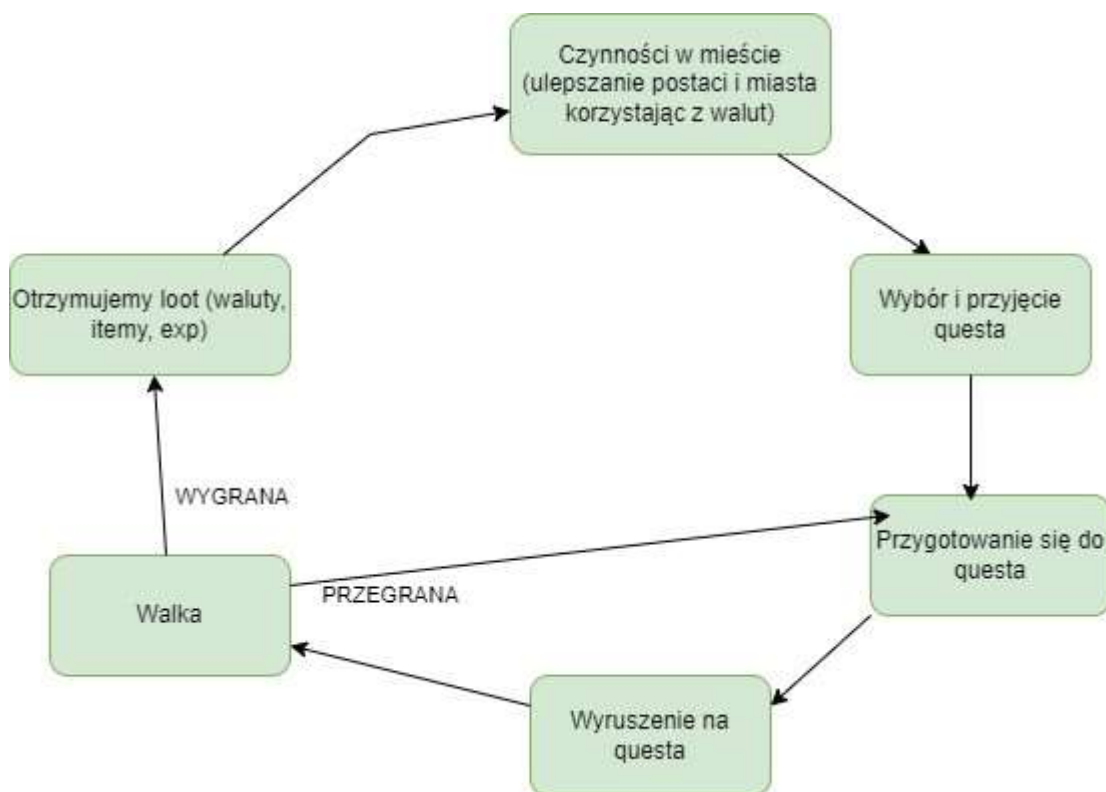 Czynności w mieście
(ulepszanie postaci i miasta
korzystając z walut)
Otrzymujemy loot (waluty,
itemy, exp)
Wybór i przyjęcie
questa
WYGRANA
Przygotowanie się do
questa
PRZEGRANA
Walka
Wyruszenie na
questa